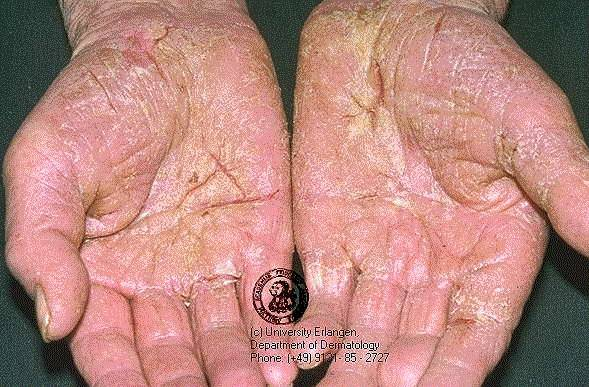 (c) University Erlangen,
Department of Dermatology
Phone: (+49) 9131- 85 - 2727